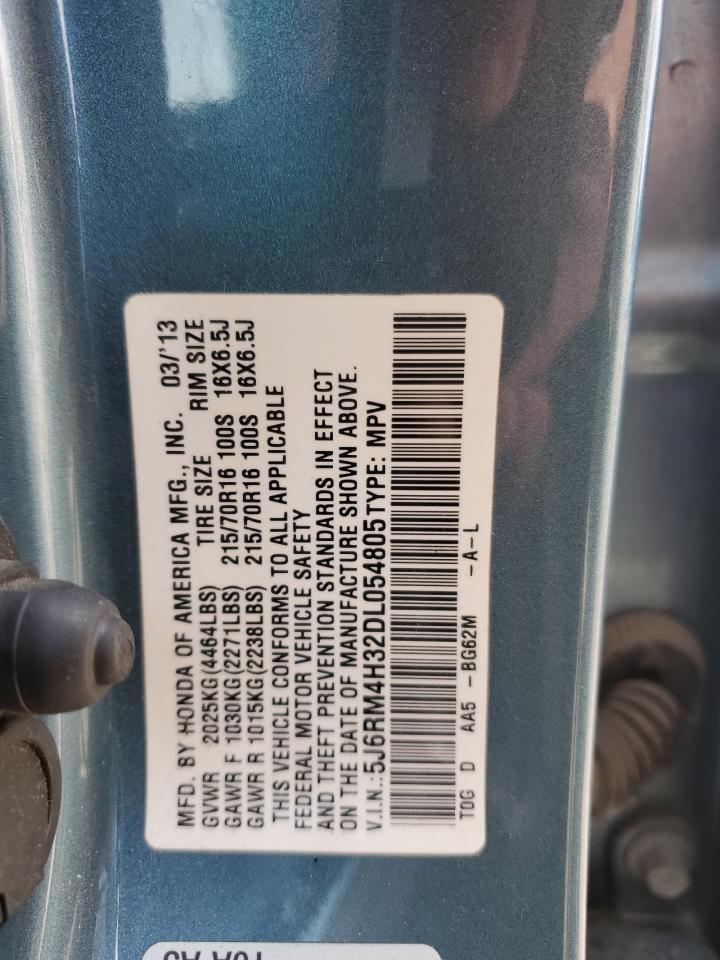 MFD. BY HONDA OF AMERICA MFG., INC. 03/'13
GVWR 2025KG(4464LBS) TIRE SIZE RIM SIZE
GAWR F 1030KG(2271LBS) 215/70R16 100S 16X6.5J
GAWR R 1015KG(2238LBS) 215/70R16 100S 16X6.5J
THIS VEHICLE CONFORMS TO ALL APPLICABLE
FEDERAL MOTOR VEHICLE SAFETY
AND THEFT PREVENTION STANDARDS IN EFFECT
ON THE DATE OF MANUFACTURE SHOWN ABOVE.
V.I.N.:5J6RM4H32DL054805 TYPE: MPV
TOG D AA5 -BG62M -A-L